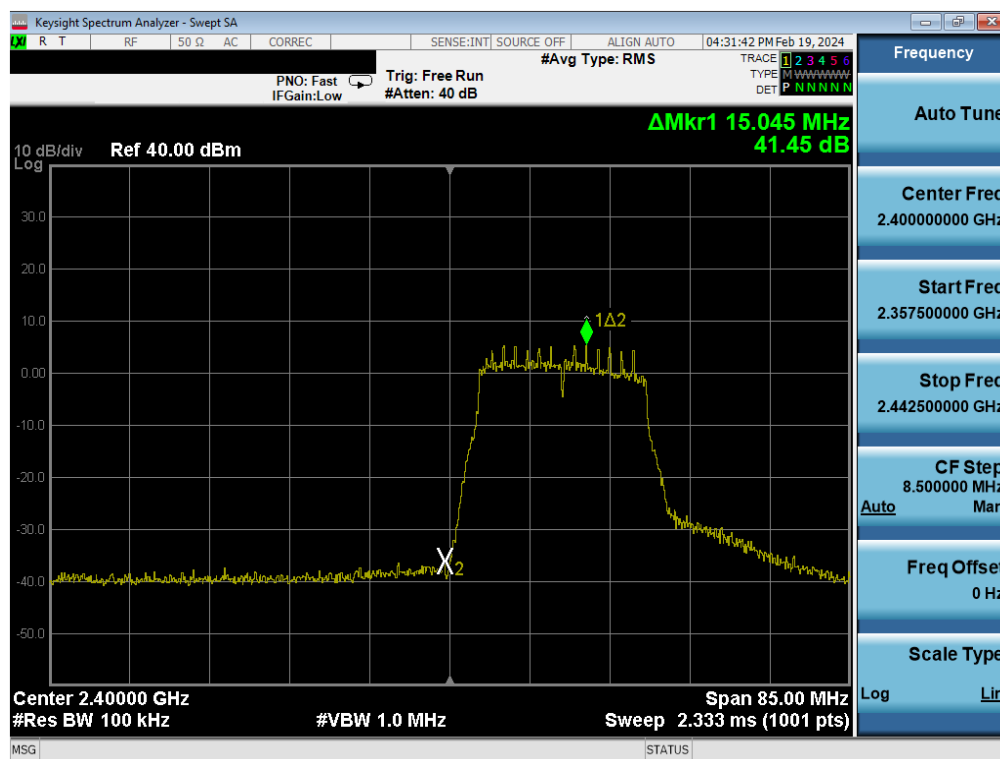 Keysight Spectrum Analyzer - Swept SA
LXI R T RF 50 Ω AC CORREC SENSE:INT SOURCE OFF ALIGN AUTO 04:31:42 PM Feb 19, 2024
#Avg Type: RMS
TRACE 1 2 3 4 5 6
PNO: Fast Trig: Free Run
TYPE M W W W W W
IFGain:Low #Atten: 40 dB
DET P N N N N N
ΔMkr1 15.045 MHz
41.45 dB
10 dB/div Ref 40.00 dBm
Log
30.0
20.0
10.0
0.00
-10.0
-20.0
-30.0
-40.0
-50.0
1Δ2
X2
Center 2.40000 GHz Span 85.00 MHz
#Res BW 100 kHz #VBW 1.0 MHz Sweep 2.333 ms (1001 pts)
MSG STATUS
Frequency
Auto Tune
Center Freq
2.400000000 GHz
Start Freq
2.357500000 GHz
Stop Freq
2.442500000 GHz
CF Step
8.500000 MHz
Auto Man
Freq Offset
0 Hz
Scale Type
Log Lin